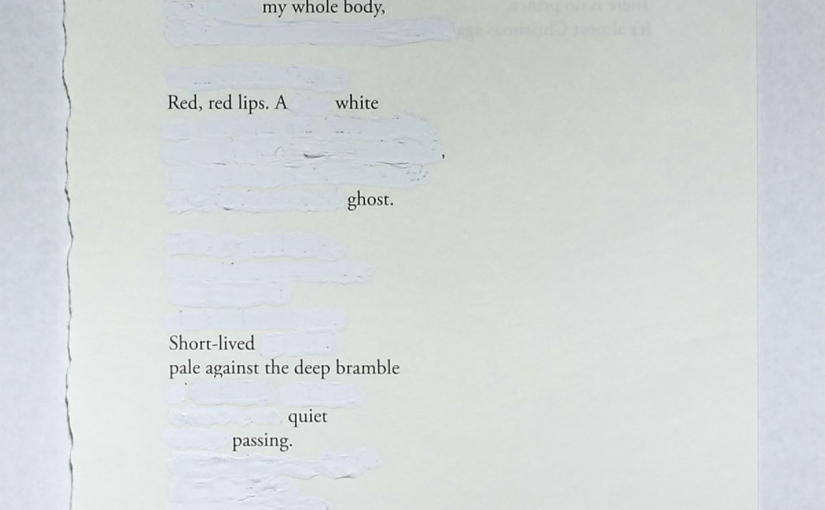 my whole body,
Red, red lips. A white
,
ghost.
Short-lived
pale against the deep bramble
quiet
passing.